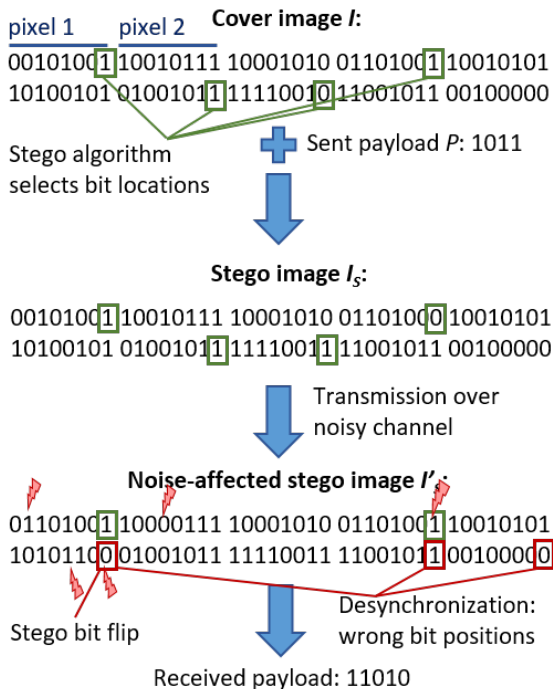 Cover image I:
pixel 1 pixel 2
00101001 10010111 10001010 01101001 10010101
10100101 01001011 11110010 11001011 00100000
Stego algorithm
selects bit locations
Sent payload P: 1011
Stego image Is:
00101001 10010111 10001010 01101000 10010101
10100101 01001011 11110011 11001011 00100000
Transmission over
noisy channel
Noise-affected stego image I's:
01101001 10000111 10001010 01101001 10010101
10101100 01001011 11110011 11001011 00100000
Stego bit flip
Desynchronization:
wrong bit positions
Received payload: 11010